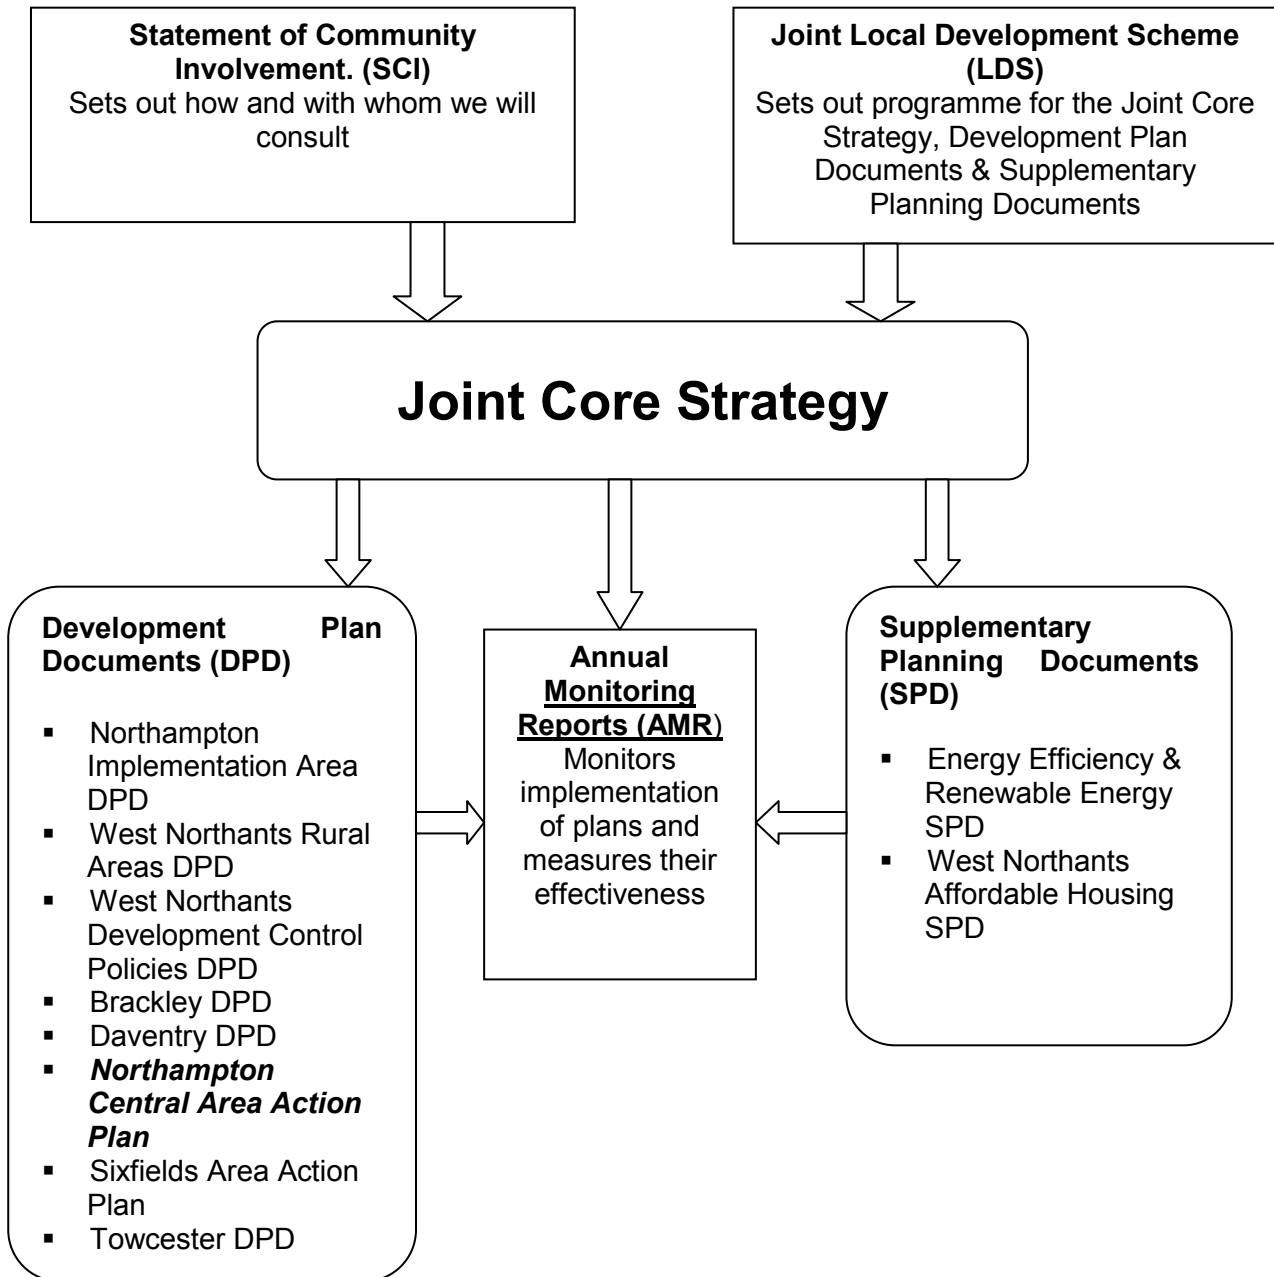 Statement of Community
Involvement. (SCI)
Sets out how and with whom we will
consult
Joint Local Development Scheme
(LDS)
Sets out programme for the Joint Core
Strategy, Development Plan
Documents & Supplementary
Planning Documents
Joint Core Strategy
Development Plan
Documents (DPD)
▪ Northampton
Implementation Area
DPD
▪ West Northants Rural
Areas DPD
▪ West Northants
Development Control
Policies DPD
▪ Brackley DPD
▪ Daventry DPD
▪ Northampton
Central Area Action
Plan
▪ Sixfields Area Action
Plan
▪ Towcester DPD
Annual
Monitoring
Reports (AMR)
Monitors
implementation
of plans and
measures their
effectiveness
Supplementary
Planning Documents
(SPD)
▪ Energy Efficiency &
Renewable Energy
SPD
▪ West Northants
Affordable Housing
SPD